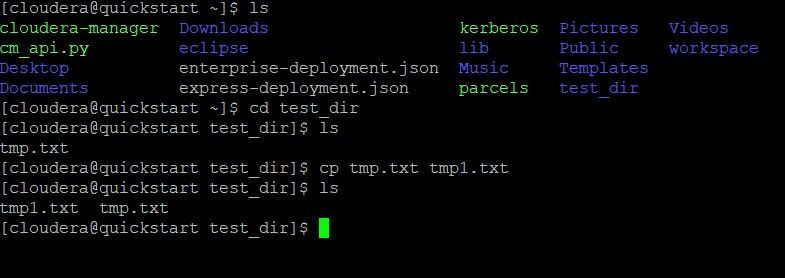 [cloudera@quickstart ~]$ ls
cloudera-manager  Downloads                   kerberos  Pictures   Videos
cm_api.py         eclipse                     lib       Public     workspace
Desktop           enterprise-deployment.json  Music     Templates
Documents         express-deployment.json     parcels   test_dir
[cloudera@quickstart ~]$ cd test_dir
[cloudera@quickstart test_dir]$ ls
tmp.txt
[cloudera@quickstart test_dir]$ cp tmp.txt tmp1.txt
[cloudera@quickstart test_dir]$ ls
tmp1.txt  tmp.txt
[cloudera@quickstart test_dir]$